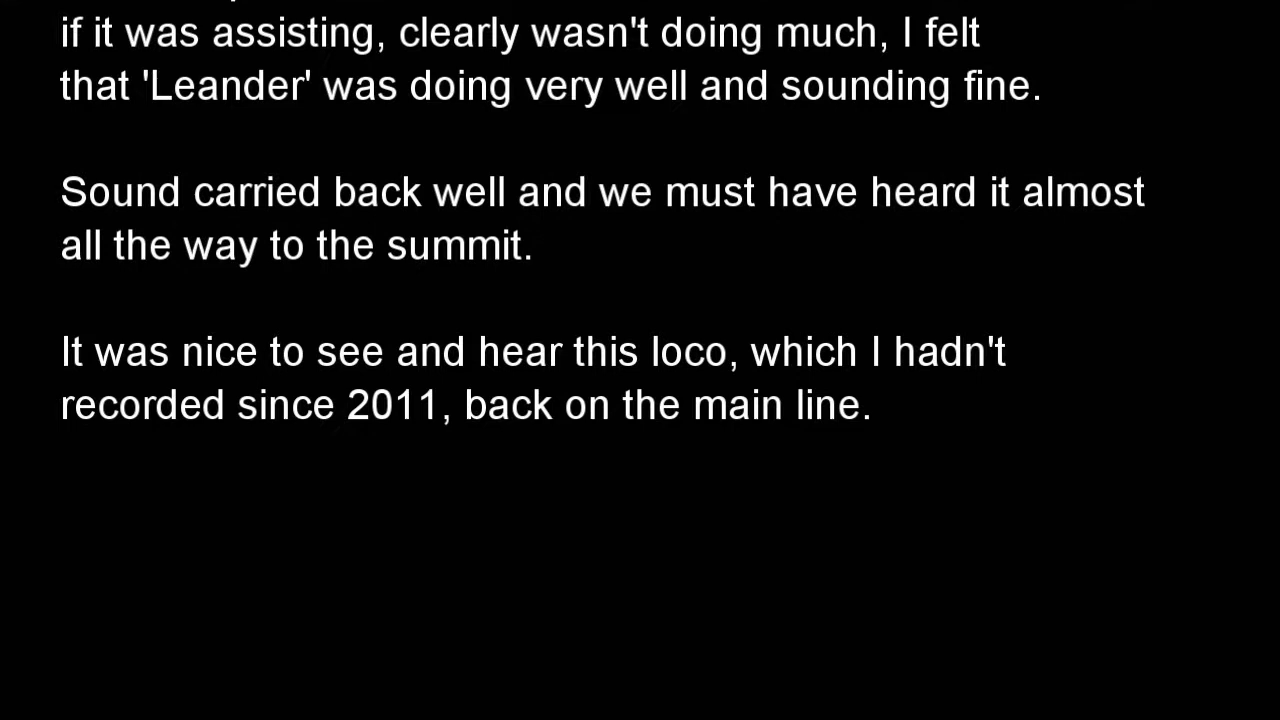 if it was assisting, clearly wasn't doing much, I felt
that 'Leander' was doing very well and sounding fine.
Sound carried back well and we must have heard it almost
all the way to the summit.
It was nice to see and hear this loco, which I hadn't
recorded since 2011, back on the main line.